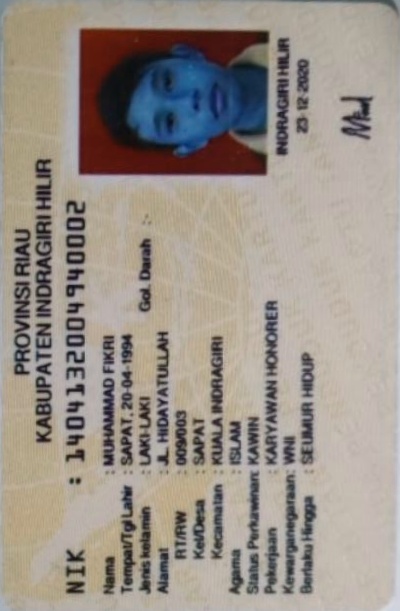 PROVINSI RIAU
KABUPATEN INDRAGIRI HILIR
NIK : 1404132004940002
Nama : MUHAMMAD FIKRI
Tempat/Tgl Lahir : SAPAT, 20-04-1994
Jenis kelamin : LAKI-LAKI Gol. Darah :-
Alamat : JL HIDAYATULLAH
RT/RW : 009/003
Kel/Desa : SAPAT
Kecamatan : KUALA INDRAGIRI
Agama : ISLAM
Status Perkawinan: KAWIN
Pekerjaan : KARYAWAN HONORER
Kewarganegaraan: WNI
Berlaku Hingga : SEUMUR HIDUP
INDRAGIRI HILIR
23-12-2020